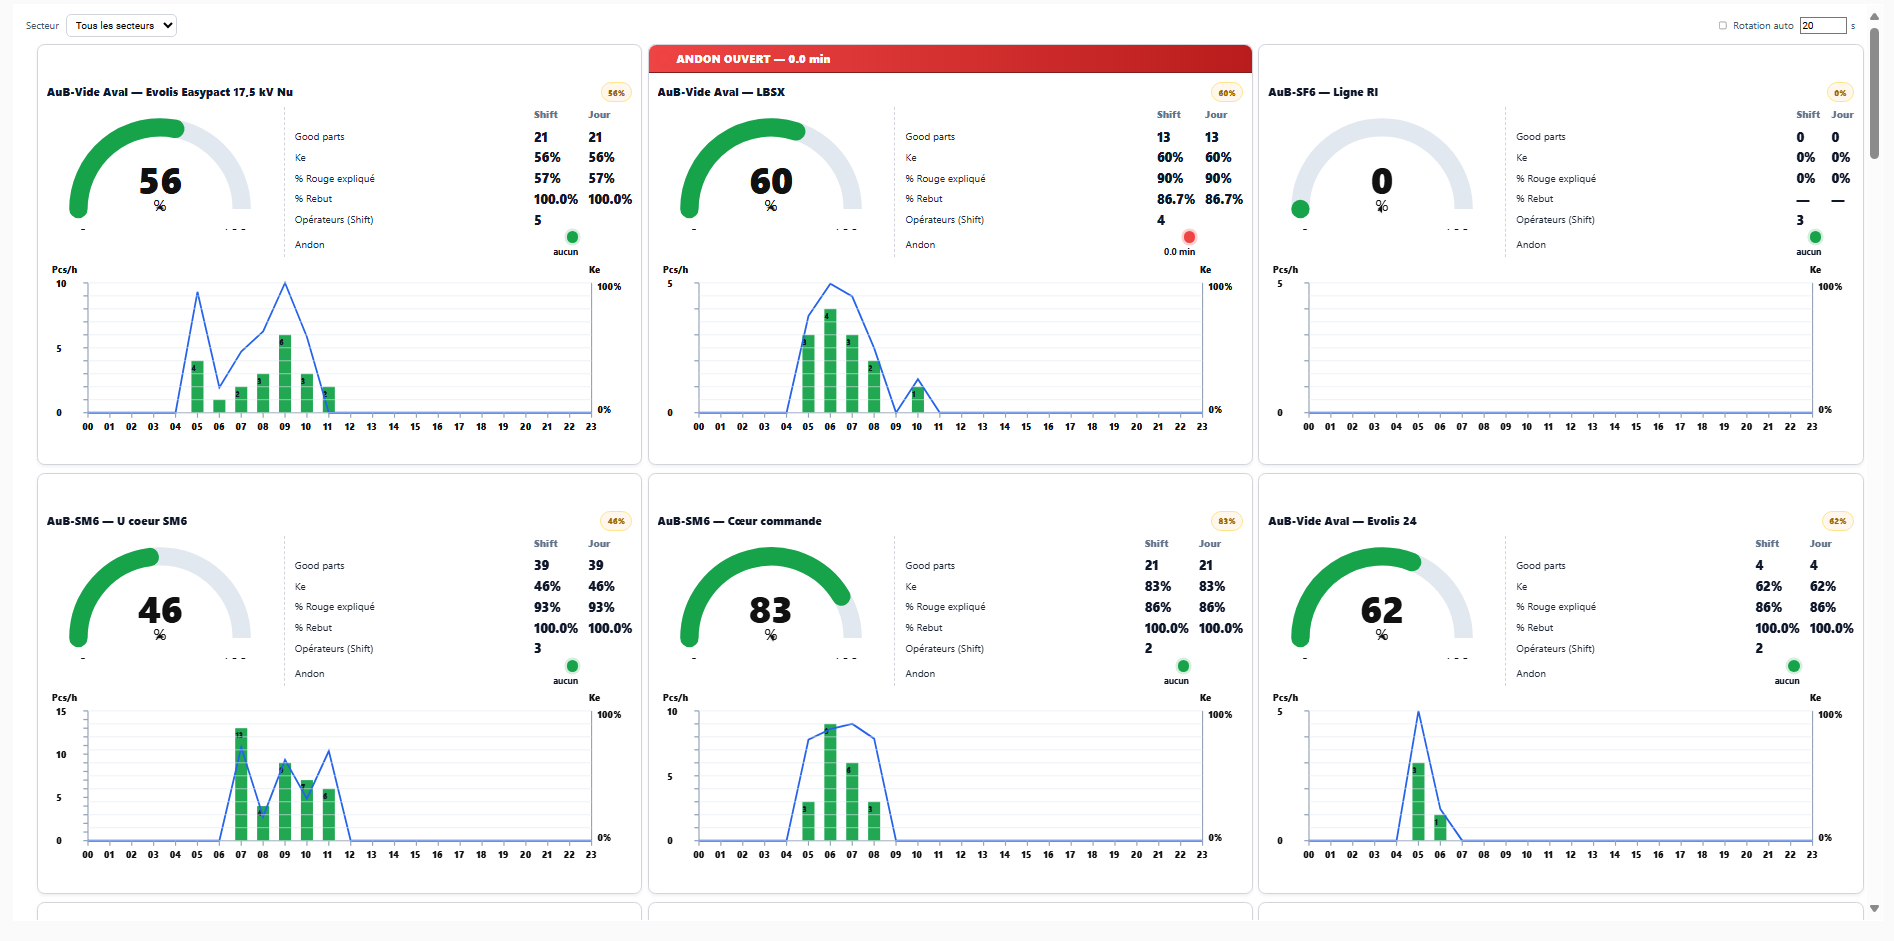 Secteur Tous les secteurs Rotation auto 20 s
AuB-Vide Aval — Evolis Easypact 17,5 kV Nu 56%
Shift Jour
Good parts 21 21
Ke 56% 56%
% Rouge expliqué 57% 57%
% Rebut 100.0% 100.0%
Opérateurs (Shift) 5
Andon aucun
56
%
Pcs/h Ke
10 100%
5
0 0%
4 2 3 6 3 2
00 01 02 03 04 05 06 07 08 09 10 11 12 13 14 15 16 17 18 19 20 21 22 23
ANDON OUVERT — 0.0 min
AuB-Vide Aval — LBSX 60%
Shift Jour
Good parts 13 13
Ke 60% 60%
% Rouge expliqué 90% 90%
% Rebut 86.7% 86.7%
Opérateurs (Shift) 4
Andon 0.0 min
60
%
Pcs/h Ke
5 100%
0 0%
3 4 3 2 1
00 01 02 03 04 05 06 07 08 09 10 11 12 13 14 15 16 17 18 19 20 21 22 23
AuB-SF6 — Ligne RI 0%
Shift Jour
Good parts 0 0
Ke 0% 0%
% Rouge expliqué 0% 0%
% Rebut — —
Opérateurs (Shift) 3
Andon aucun
0
%
Pcs/h Ke
5 100%
0 0%
00 01 02 03 04 05 06 07 08 09 10 11 12 13 14 15 16 17 18 19 20 21 22 23
AuB-SM6 — U coeur SM6 46%
Shift Jour
Good parts 39 39
Ke 46% 46%
% Rouge expliqué 93% 93%
% Rebut 100.0% 100.0%
Opérateurs (Shift) 3
Andon aucun
46
%
Pcs/h Ke
15 100%
10
5
0 0%
13 4 9 7 6
00 01 02 03 04 05 06 07 08 09 10 11 12 13 14 15 16 17 18 19 20 21 22 23
AuB-SM6 — Cœur commande 83%
Shift Jour
Good parts 21 21
Ke 83% 83%
% Rouge expliqué 86% 86%
% Rebut 100.0% 100.0%
Opérateurs (Shift) 2
Andon aucun
83
%
Pcs/h Ke
10 100%
5
0 0%
3 9 6 3
00 01 02 03 04 05 06 07 08 09 10 11 12 13 14 15 16 17 18 19 20 21 22 23
AuB-Vide Aval — Evolis 24 62%
Shift Jour
Good parts 4 4
Ke 62% 62%
% Rouge expliqué 86% 86%
% Rebut 100.0% 100.0%
Opérateurs (Shift) 2
Andon aucun
62
%
Pcs/h Ke
5 100%
0 0%
3 1
00 01 02 03 04 05 06 07 08 09 10 11 12 13 14 15 16 17 18 19 20 21 22 23